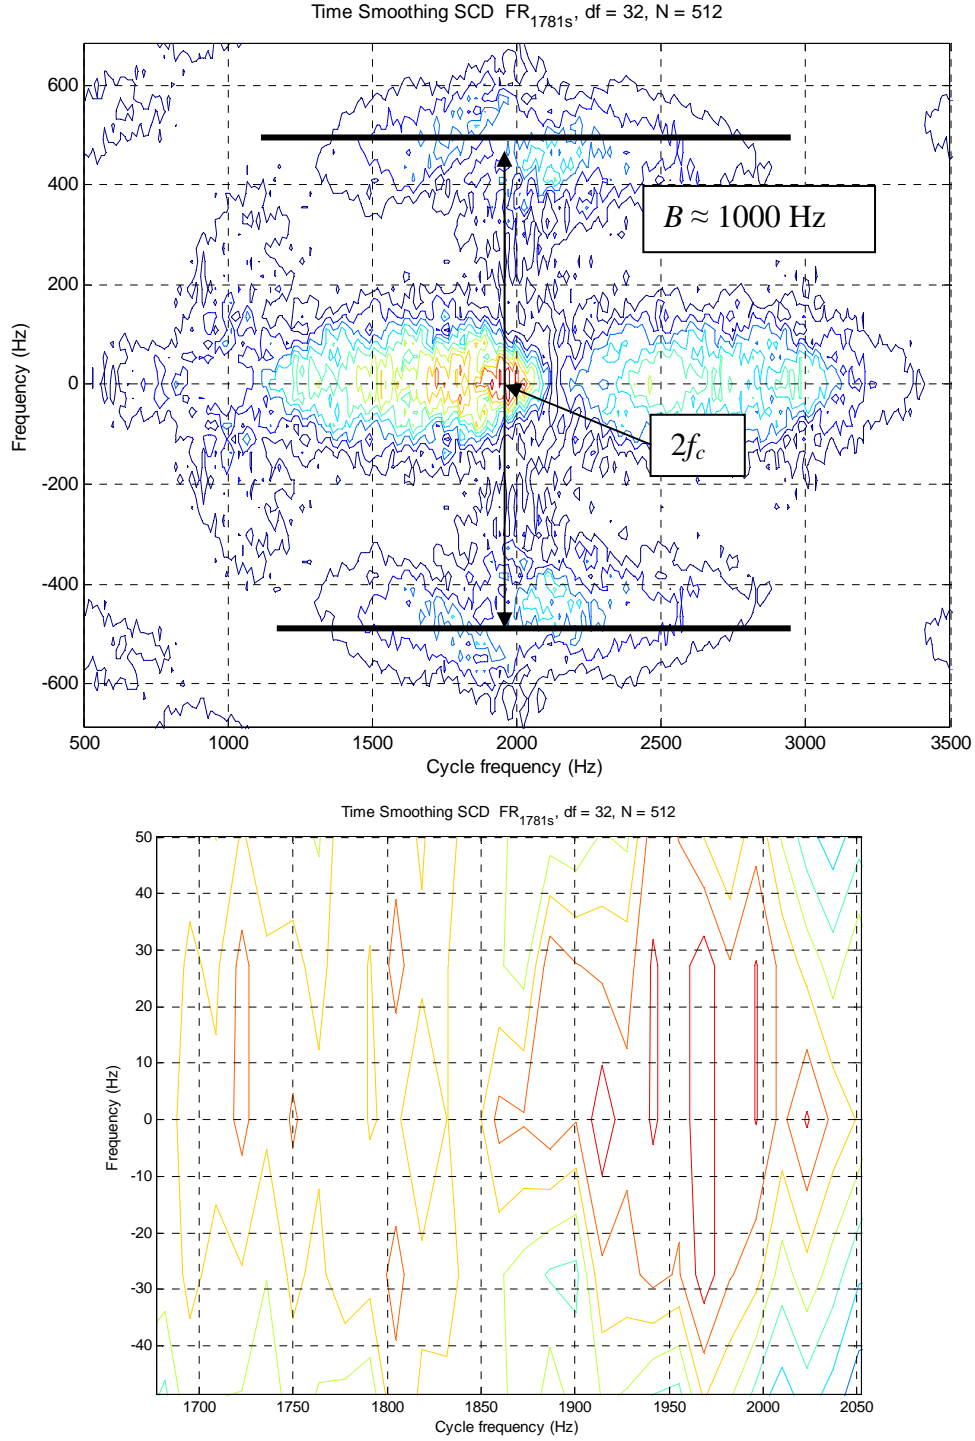 Time Smoothing SCD FR1781s, df = 32, N = 512
600
400
200
0
-200
-400
-600
Frequency (Hz)
B ≈ 1000 Hz
2fc
500 1000 1500 2000 2500 3000 3500
Cycle frequency (Hz)
Time Smoothing SCD FR1781s, df = 32, N = 512
50
40
30
20
10
0
-10
-20
-30
-40
Frequency (Hz)
1700 1750 1800 1850 1900 1950 2000 2050
Cycle frequency (Hz)